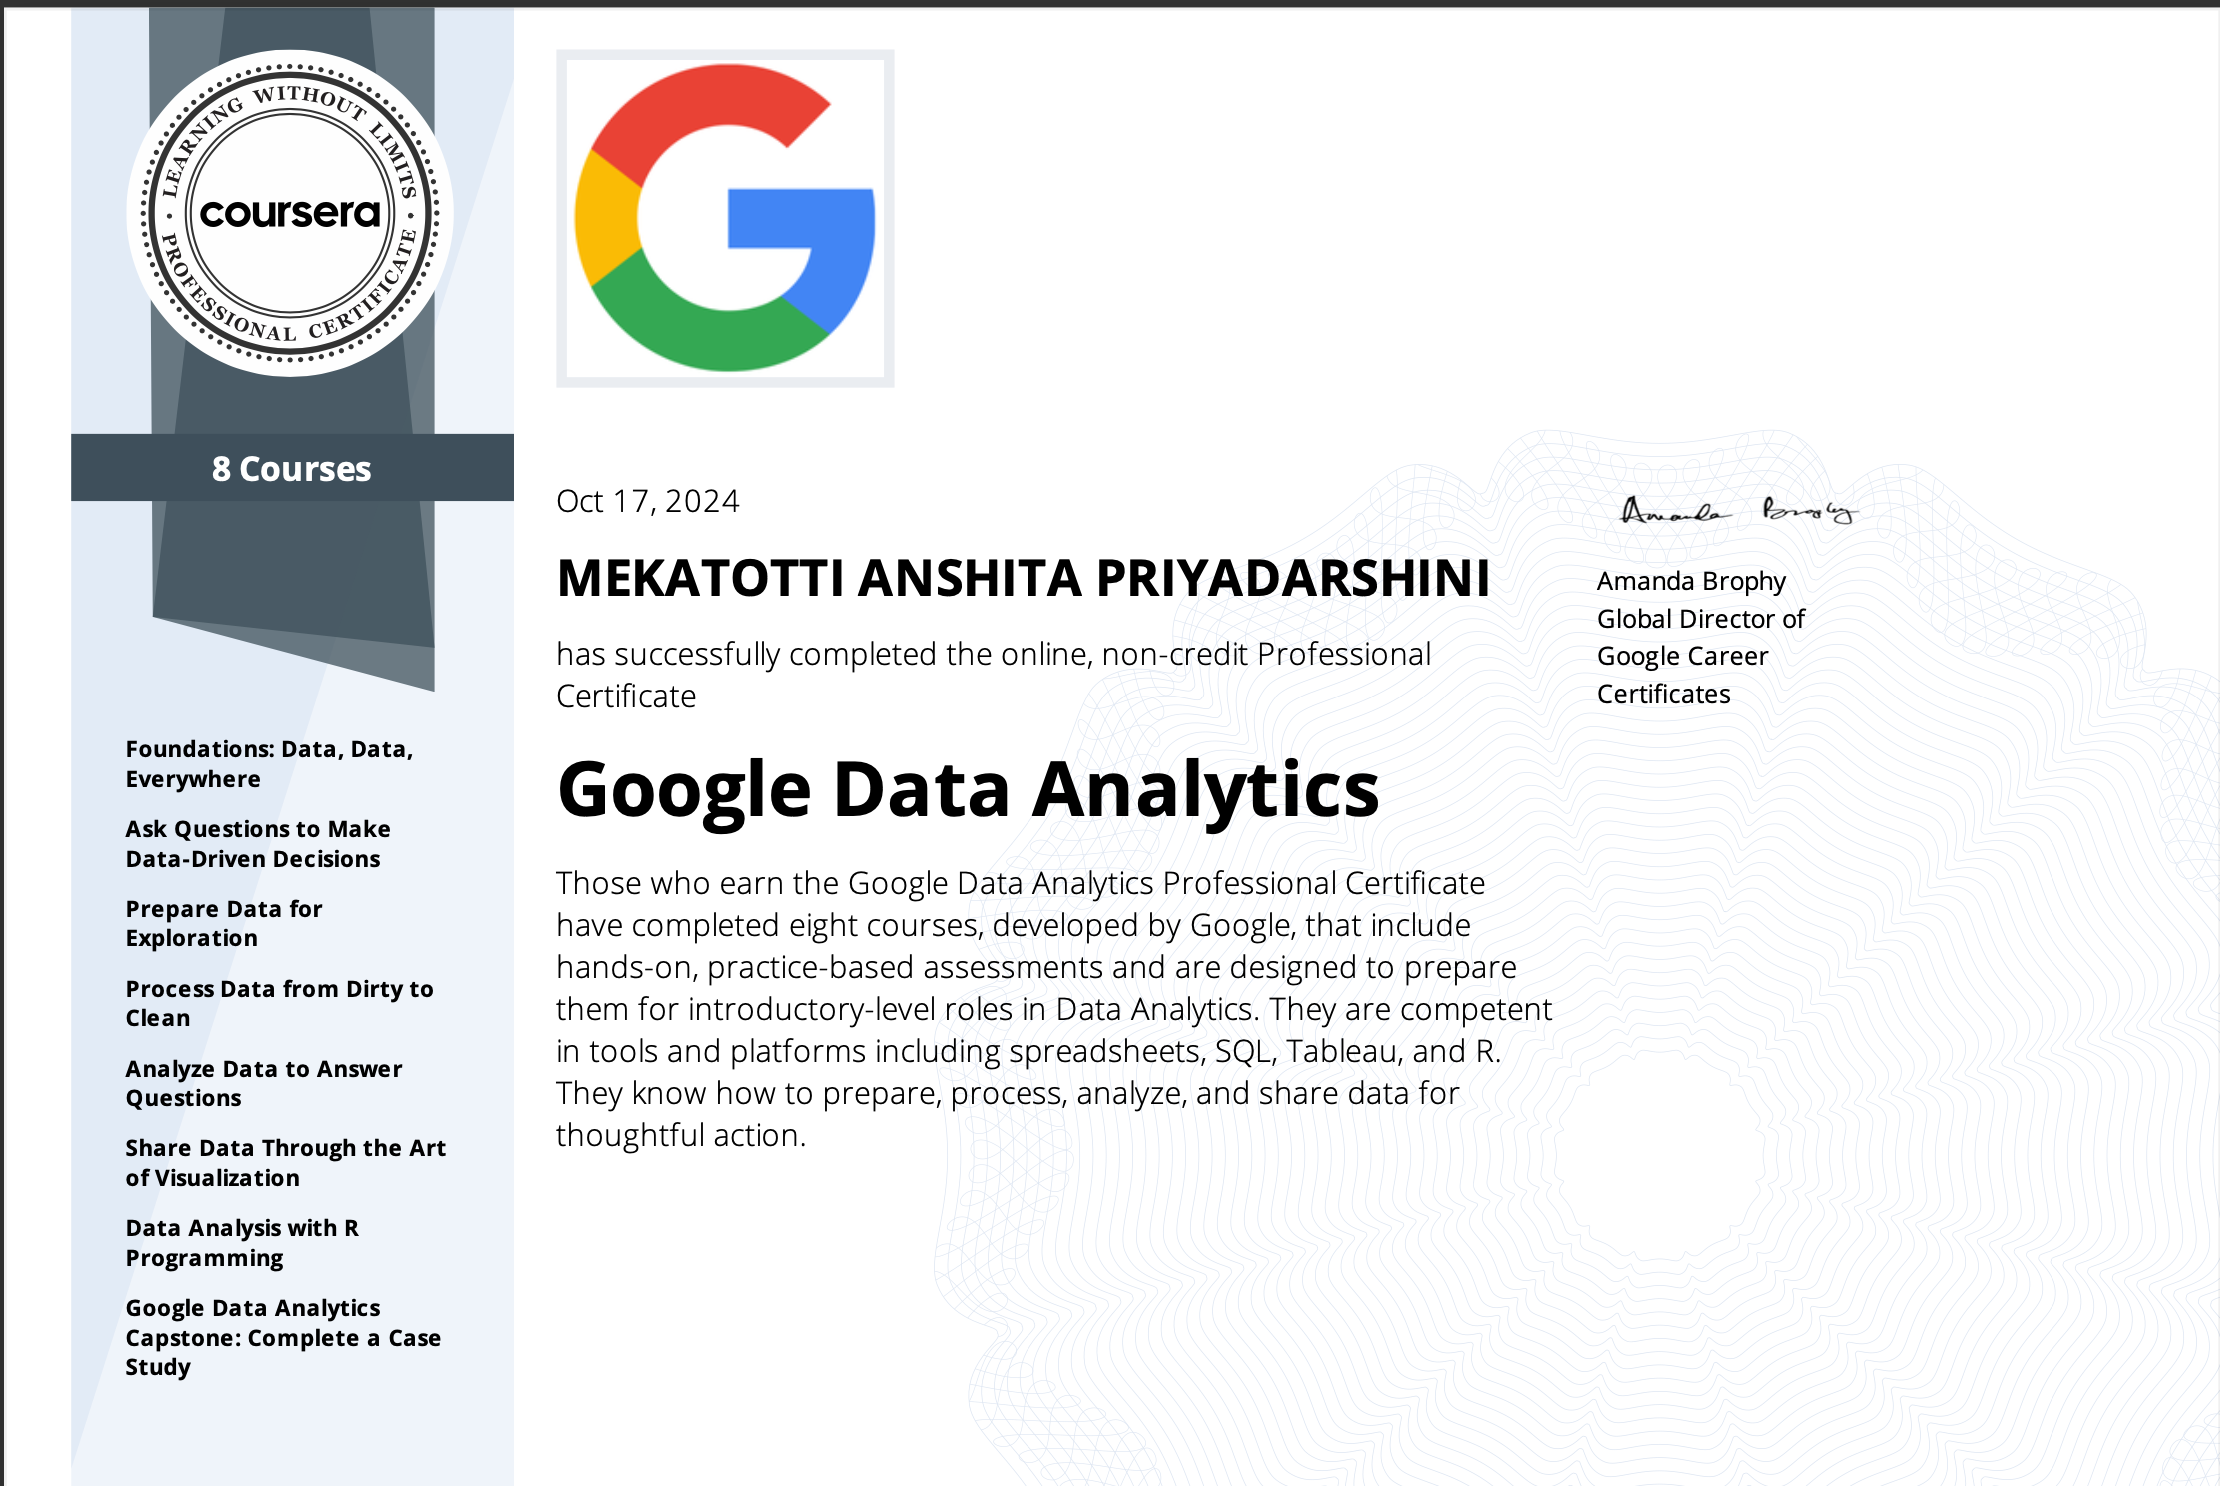 LEARNING WITHOUT LIMITS
coursera
PROFESSIONAL CERTIFICATE
8 Courses
Foundations: Data, Data,
Everywhere
Ask Questions to Make
Data-Driven Decisions
Prepare Data for
Exploration
Process Data from Dirty to
Clean
Analyze Data to Answer
Questions
Share Data Through the Art
of Visualization
Data Analysis with R
Programming
Google Data Analytics
Capstone: Complete a Case
Study
G
Oct 17, 2024
MEKATOTTI ANSHITA PRIYADARSHINI
has successfully completed the online, non-credit Professional
Certificate
Google Data Analytics
Those who earn the Google Data Analytics Professional Certificate
have completed eight courses, developed by Google, that include
hands-on, practice-based assessments and are designed to prepare
them for introductory-level roles in Data Analytics. They are competent
in tools and platforms including spreadsheets, SQL, Tableau, and R.
They know how to prepare, process, analyze, and share data for
thoughtful action.
Amanda Brophy
Amanda Brophy
Global Director of
Google Career
Certificates